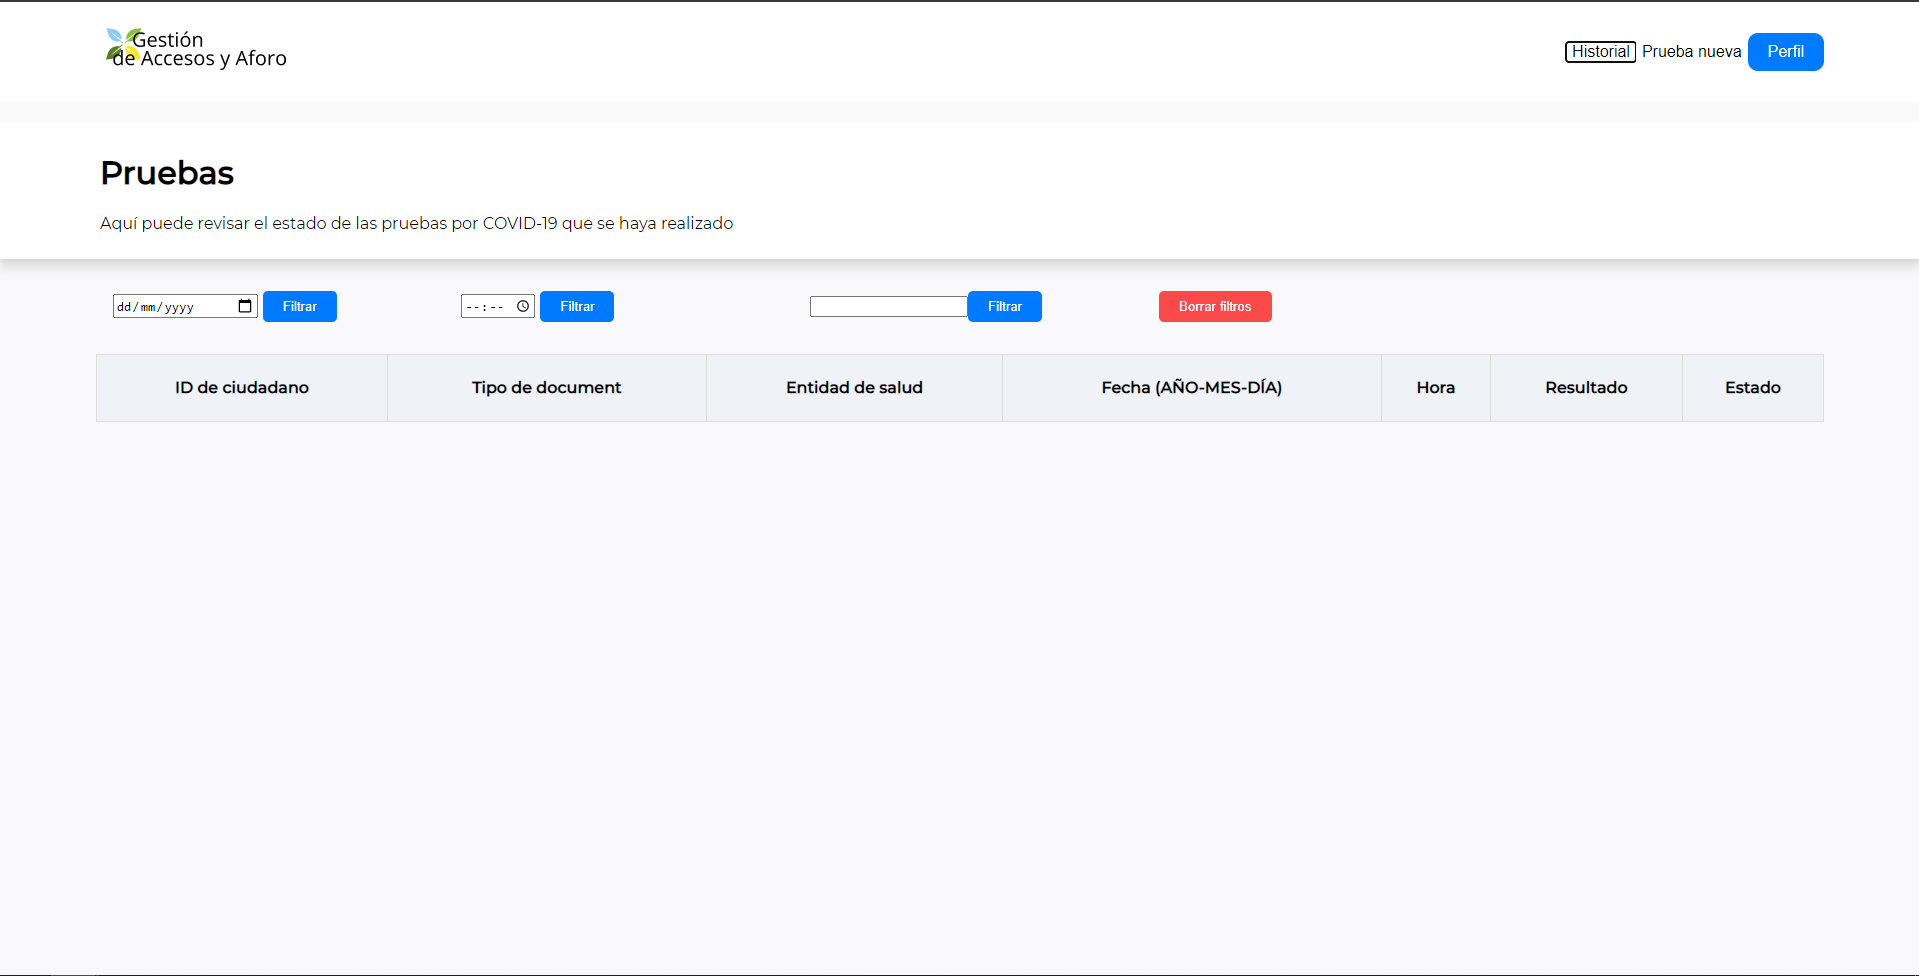 Gestión
de Accesos y Aforo
Historial Prueba nueva Perfil
Pruebas
Aquí puede revisar el estado de las pruebas por COVID-19 que se haya realizado
dd/mm/yyyy Filtrar --:-- Filtrar Filtrar Borrar filtros
ID de ciudadano Tipo de document Entidad de salud Fecha (AÑO-MES-DÍA) Hora Resultado Estado